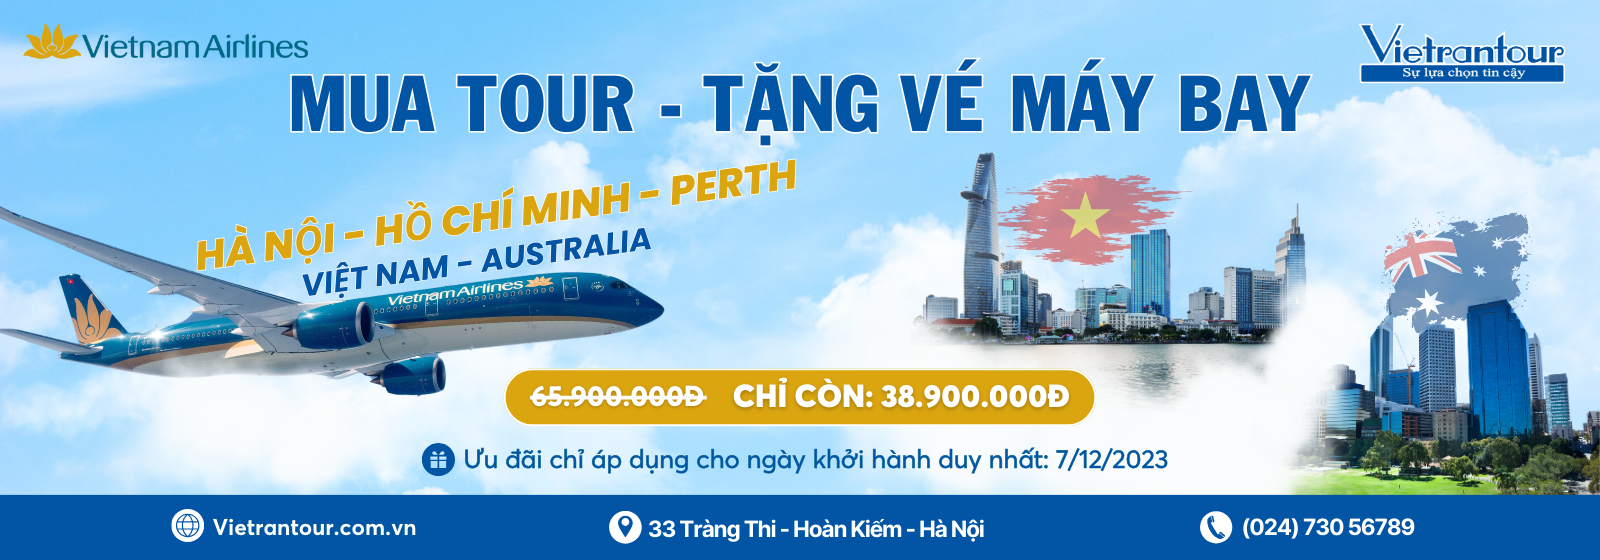 Vietnam Airlines
Vietrantour
Sự lựa chọn tin cậy
MUA TOUR - TẶNG VÉ MÁY BAY
HÀ NỘI - HỒ CHÍ MINH - PERTH
VIỆT NAM - AUSTRALIA
Vietnam Airlines
65.900.000Đ CHỈ CÒN: 38.900.000Đ
Ưu đãi chỉ áp dụng cho ngày khởi hành duy nhất: 7/12/2023
Vietrantour.com.vn
33 Tràng Thi - Hoàn Kiếm - Hà Nội
(024) 730 56789